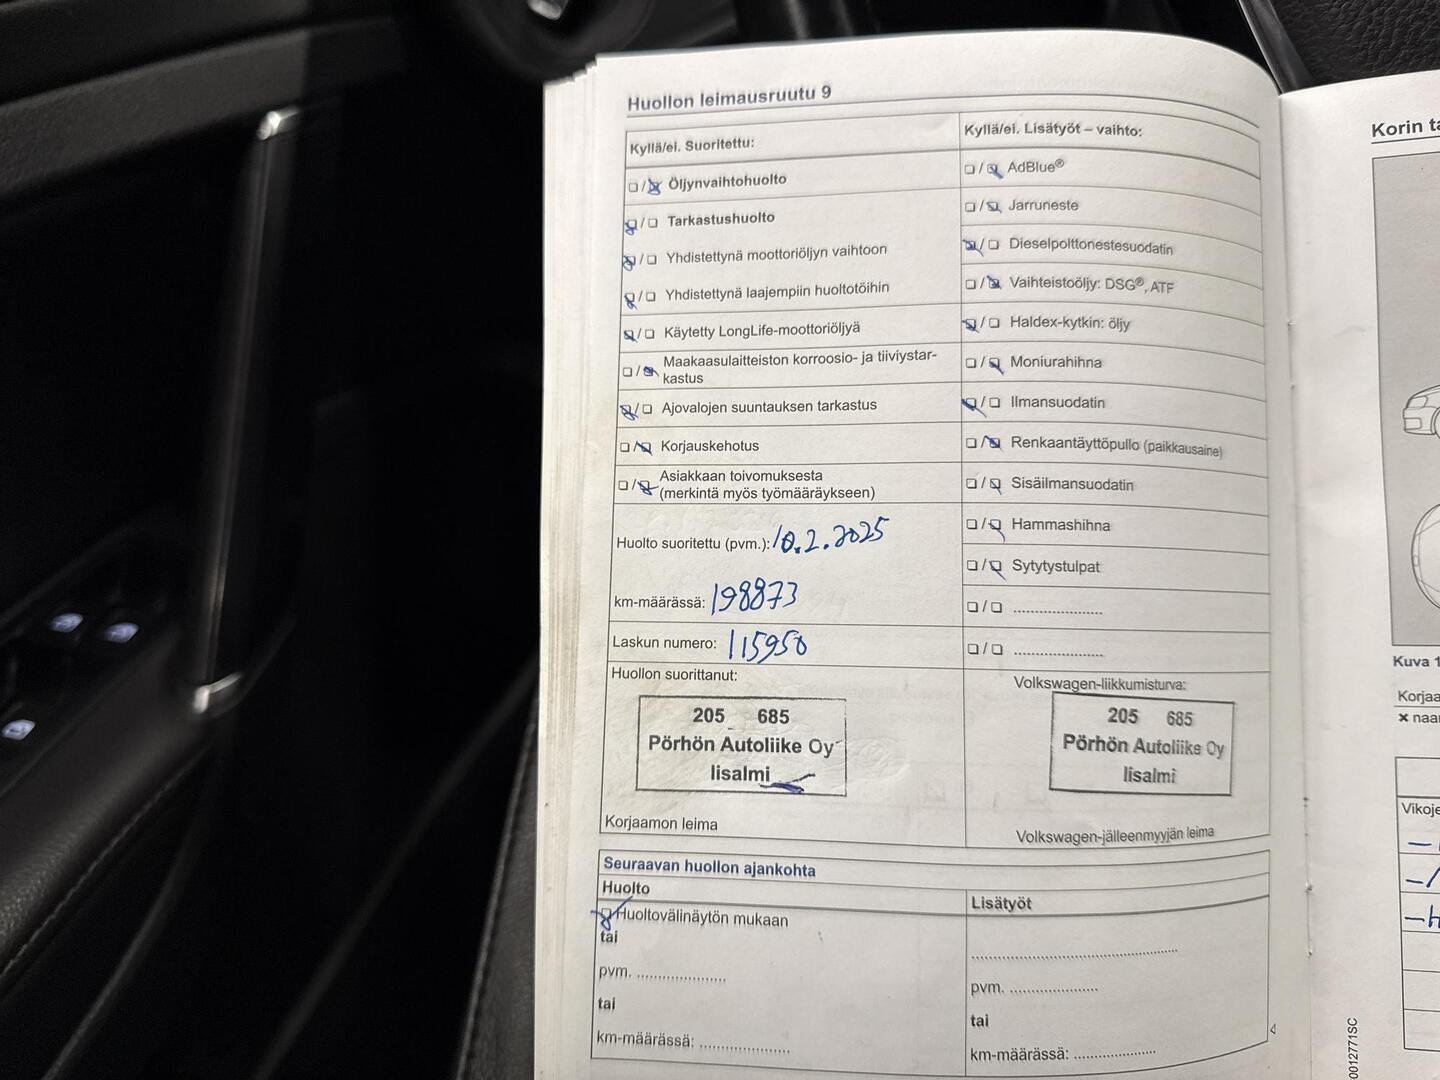 Huollon leimausruutu 9
Kyllä/ei. Suoritettu:
Öljynvaihtohuolto
Tarkastushuolto
Yhdistettynä moottoriöljyn vaihtoon
Yhdistettynä laajempiin huoltotöihin
Käytetty LongLife-moottoriöljyä
Maakaasulaitteiston korroosio- ja tiiviystar-
kastus
Ajovalojen suuntauksen tarkastus
Korjauskehotus
Asiakkaan toivomuksesta
(merkintä myös työmääräykseen)
Huolto suoritettu (pvm.): 10.2.2025
km-määrässä: 198873
Laskun numero: 115950
Huollon suorittanut:
205 685
Pörhön Autoliike Oy
Iisalmi
Korjaamon leima
Kyllä/ei. Lisätyöt – vaihto:
AdBlue®
Jarruneste
Dieselpolttonestesuodatin
Vaihteistoöljy: DSG®, ATF
Haldex-kytkin: öljy
Moniurahihna
Ilmansuodatin
Renkaantäyttöpullo (paikkausaine)
Sisäilmansuodatin
Hammashihna
Sytytystulpat
Volkswagen-liikkumisturva:
205 685
Pörhön Autoliike Oy
Iisalmi
Volkswagen-jälleenmyyjän leima
Seuraavan huollon ajankohta
Huolto
Huoltovälinäytön mukaan
tai
pvm. ....................
tai
km-määrässä: ....................
Lisätyöt
pvm. ....................
tai
km-määrässä: ....................
Korin
Kuva 1
Korjaa
0012771SC